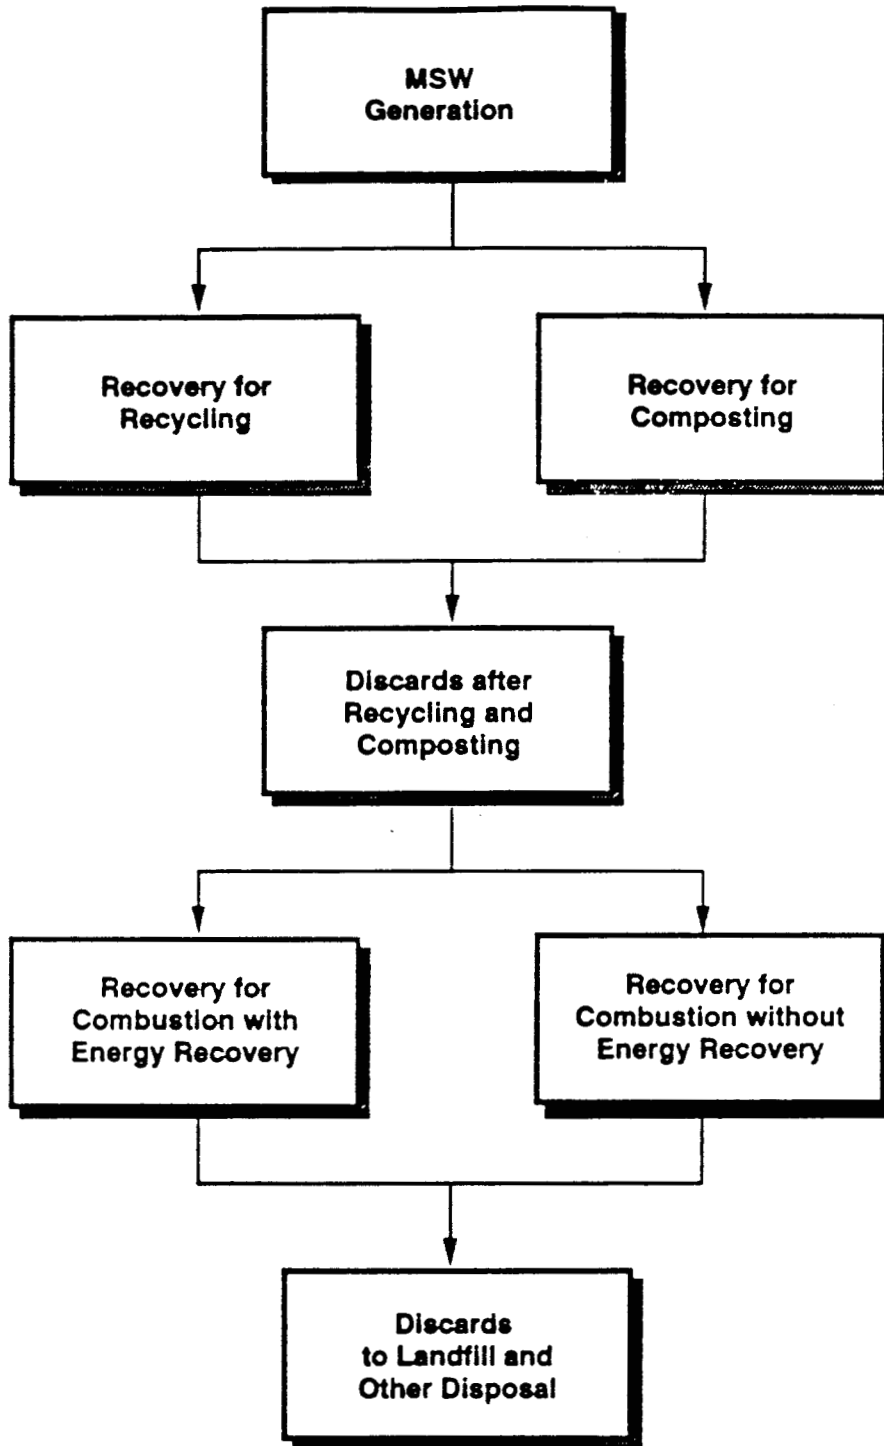 MSW
Generation
Recovery for
Recycling
Recovery for
Composting
Discards after
Recycling and
Composting
Recovery for
Combustion with
Energy Recovery
Recovery for
Combustion without
Energy Recovery
Discards
to Landfill and
Other Disposal